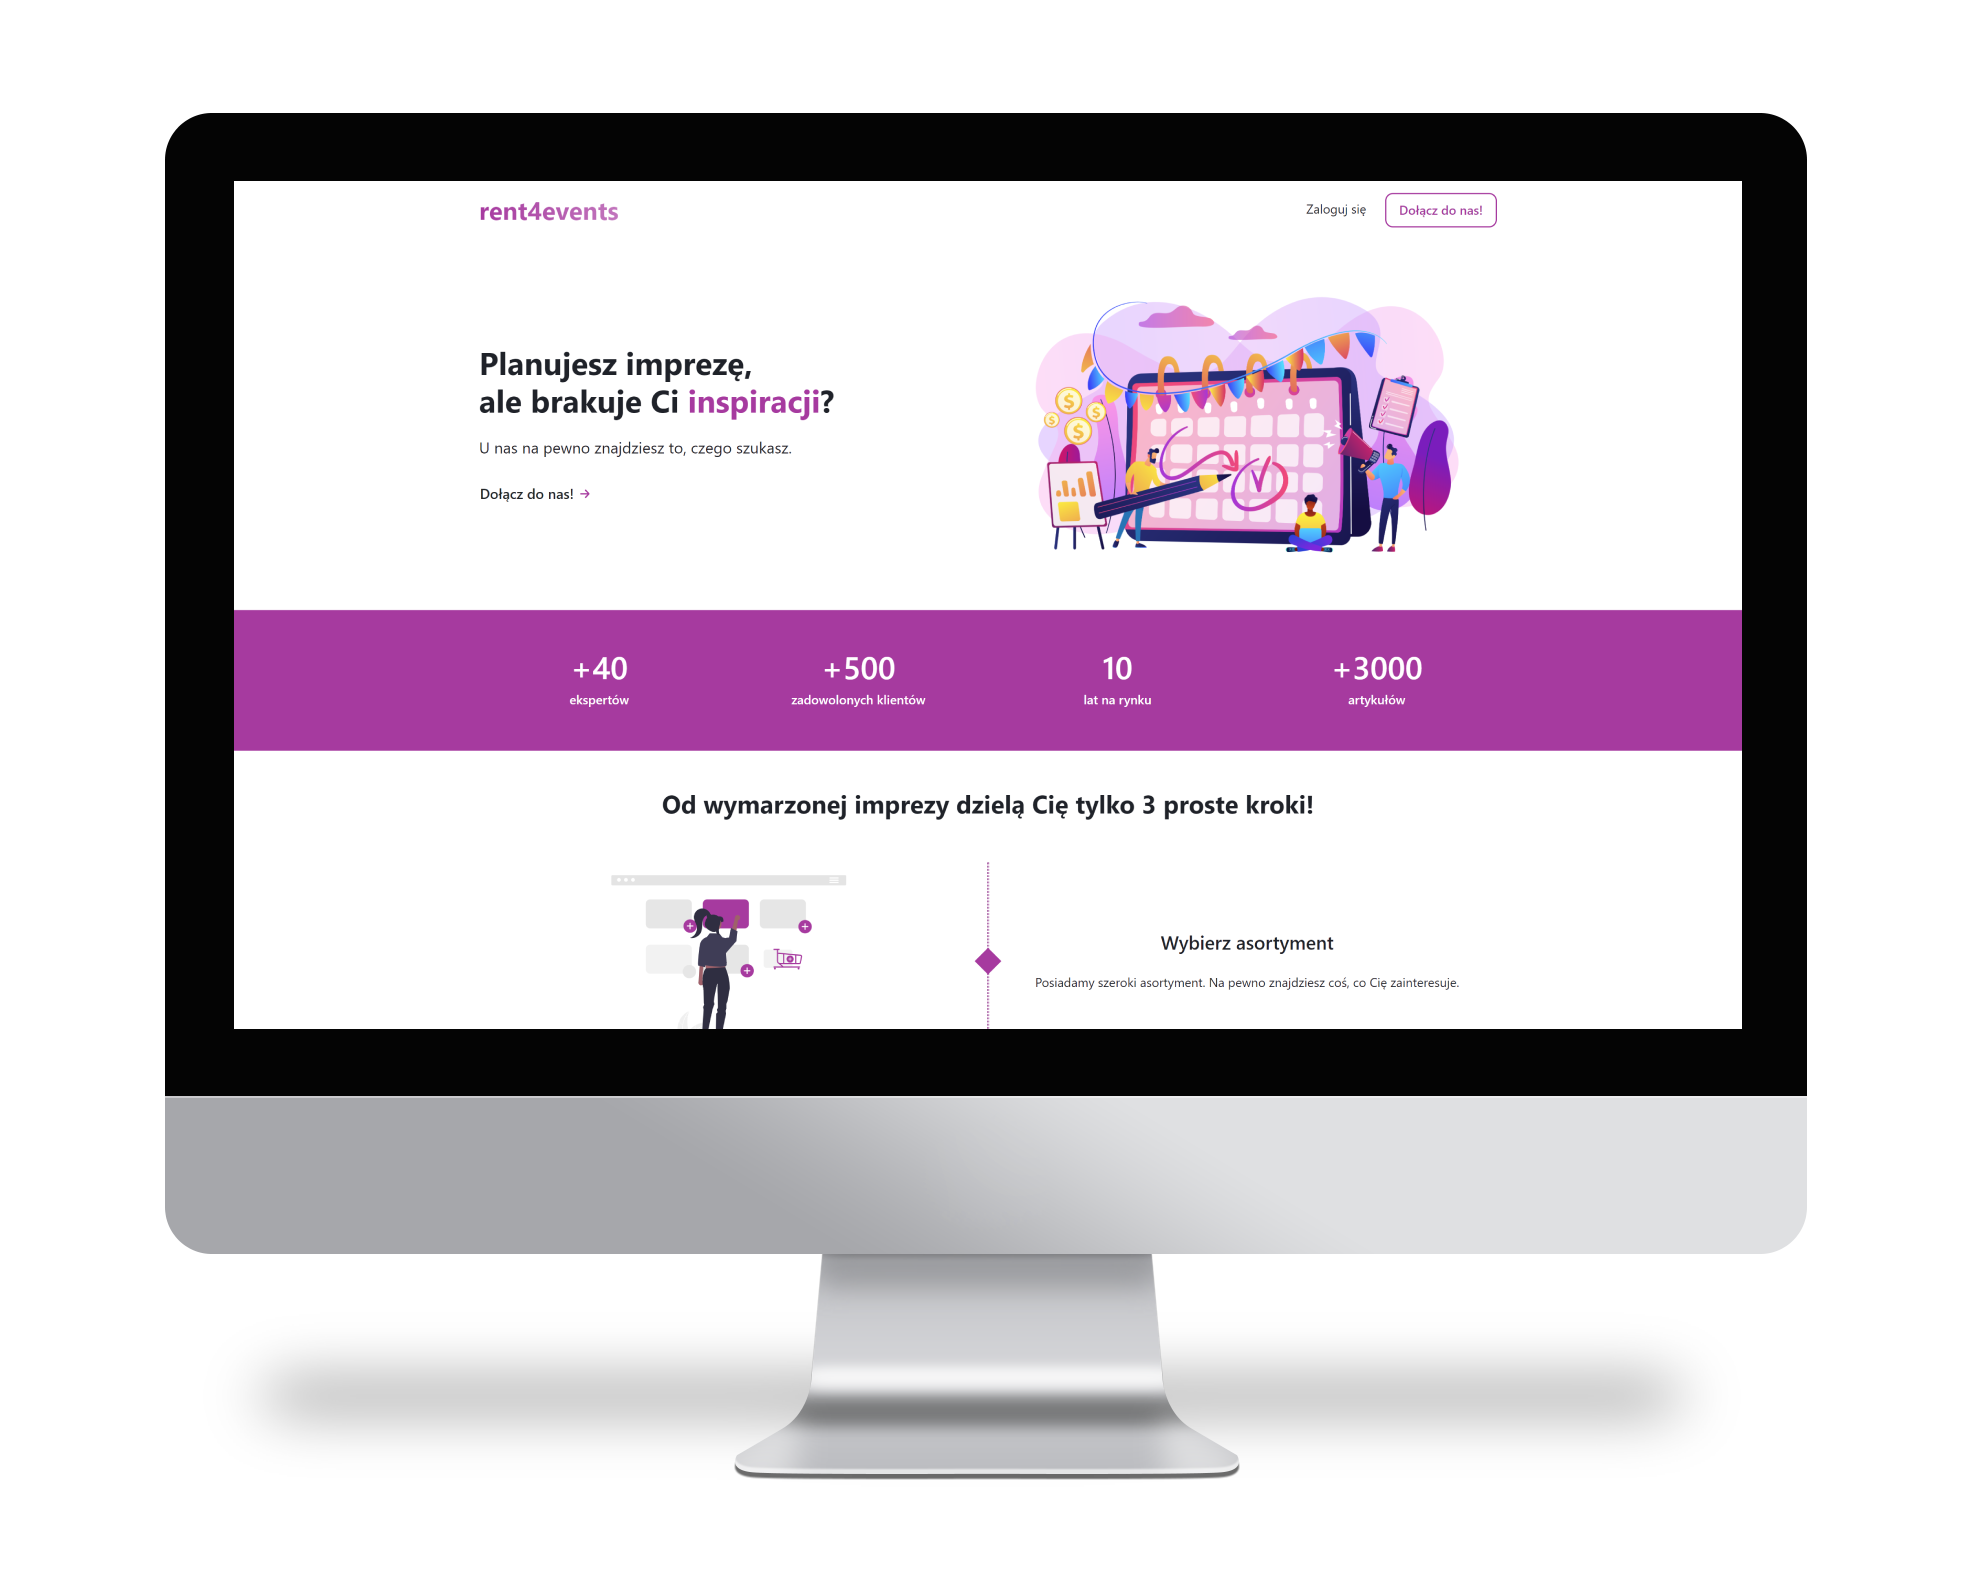 rent4events
Zaloguj się
Dołącz do nas!
Planujesz imprezę,
ale brakuje Ci inspiracji?
U nas na pewno znajdziesz to, czego szukasz.
Dołącz do nas! →
+40
ekspertów
+500
zadowolonych klientów
10
lat na rynku
+3000
artykułów
Od wymarzonej imprezy dzielą Cię tylko 3 proste kroki!
Wybierz asortyment
Posiadamy szeroki asortyment. Na pewno znajdziesz coś, co Cię zainteresuje.